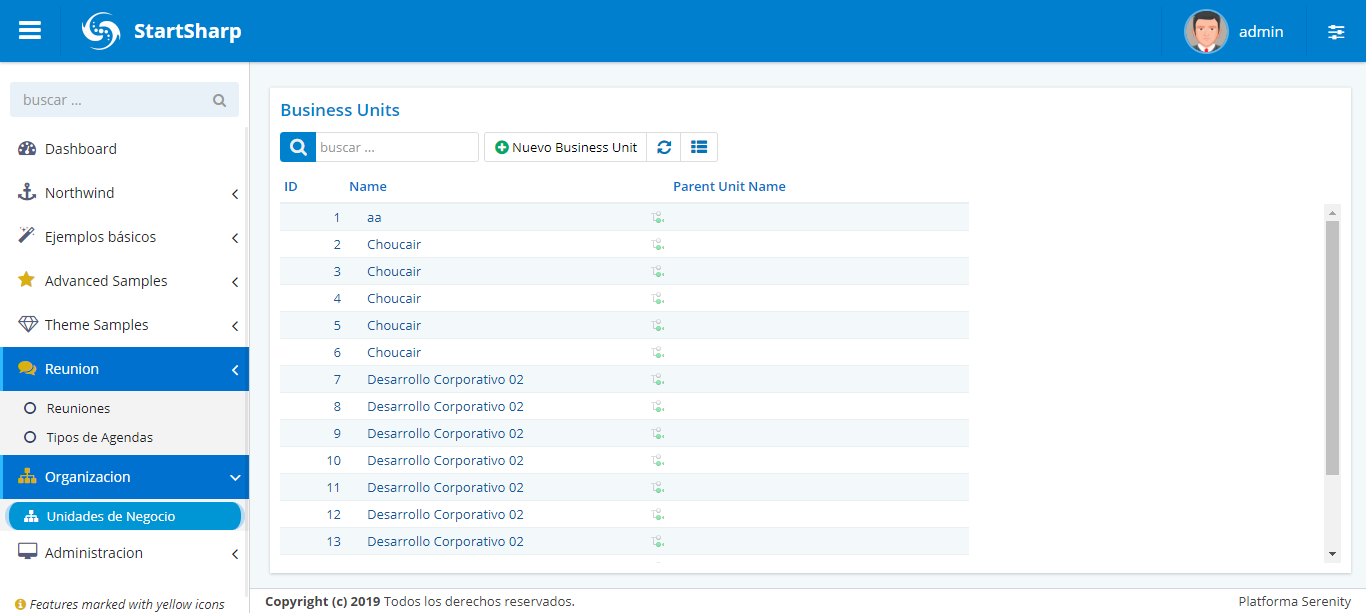 StartSharp
admin
buscar ...
Dashboard
Northwind
Ejemplos básicos
Advanced Samples
Theme Samples
Reunion
Reuniones
Tipos de Agendas
Organizacion
Unidades de Negocio
Administracion
Features marked with yellow icons
Business Units
buscar ...
Nuevo Business Unit
ID Name Parent Unit Name
1 aa
2 Choucair
3 Choucair
4 Choucair
5 Choucair
6 Choucair
7 Desarrollo Corporativo 02
8 Desarrollo Corporativo 02
9 Desarrollo Corporativo 02
10 Desarrollo Corporativo 02
11 Desarrollo Corporativo 02
12 Desarrollo Corporativo 02
13 Desarrollo Corporativo 02
Copyright (c) 2019 Todos los derechos reservados.
Platforma Serenity